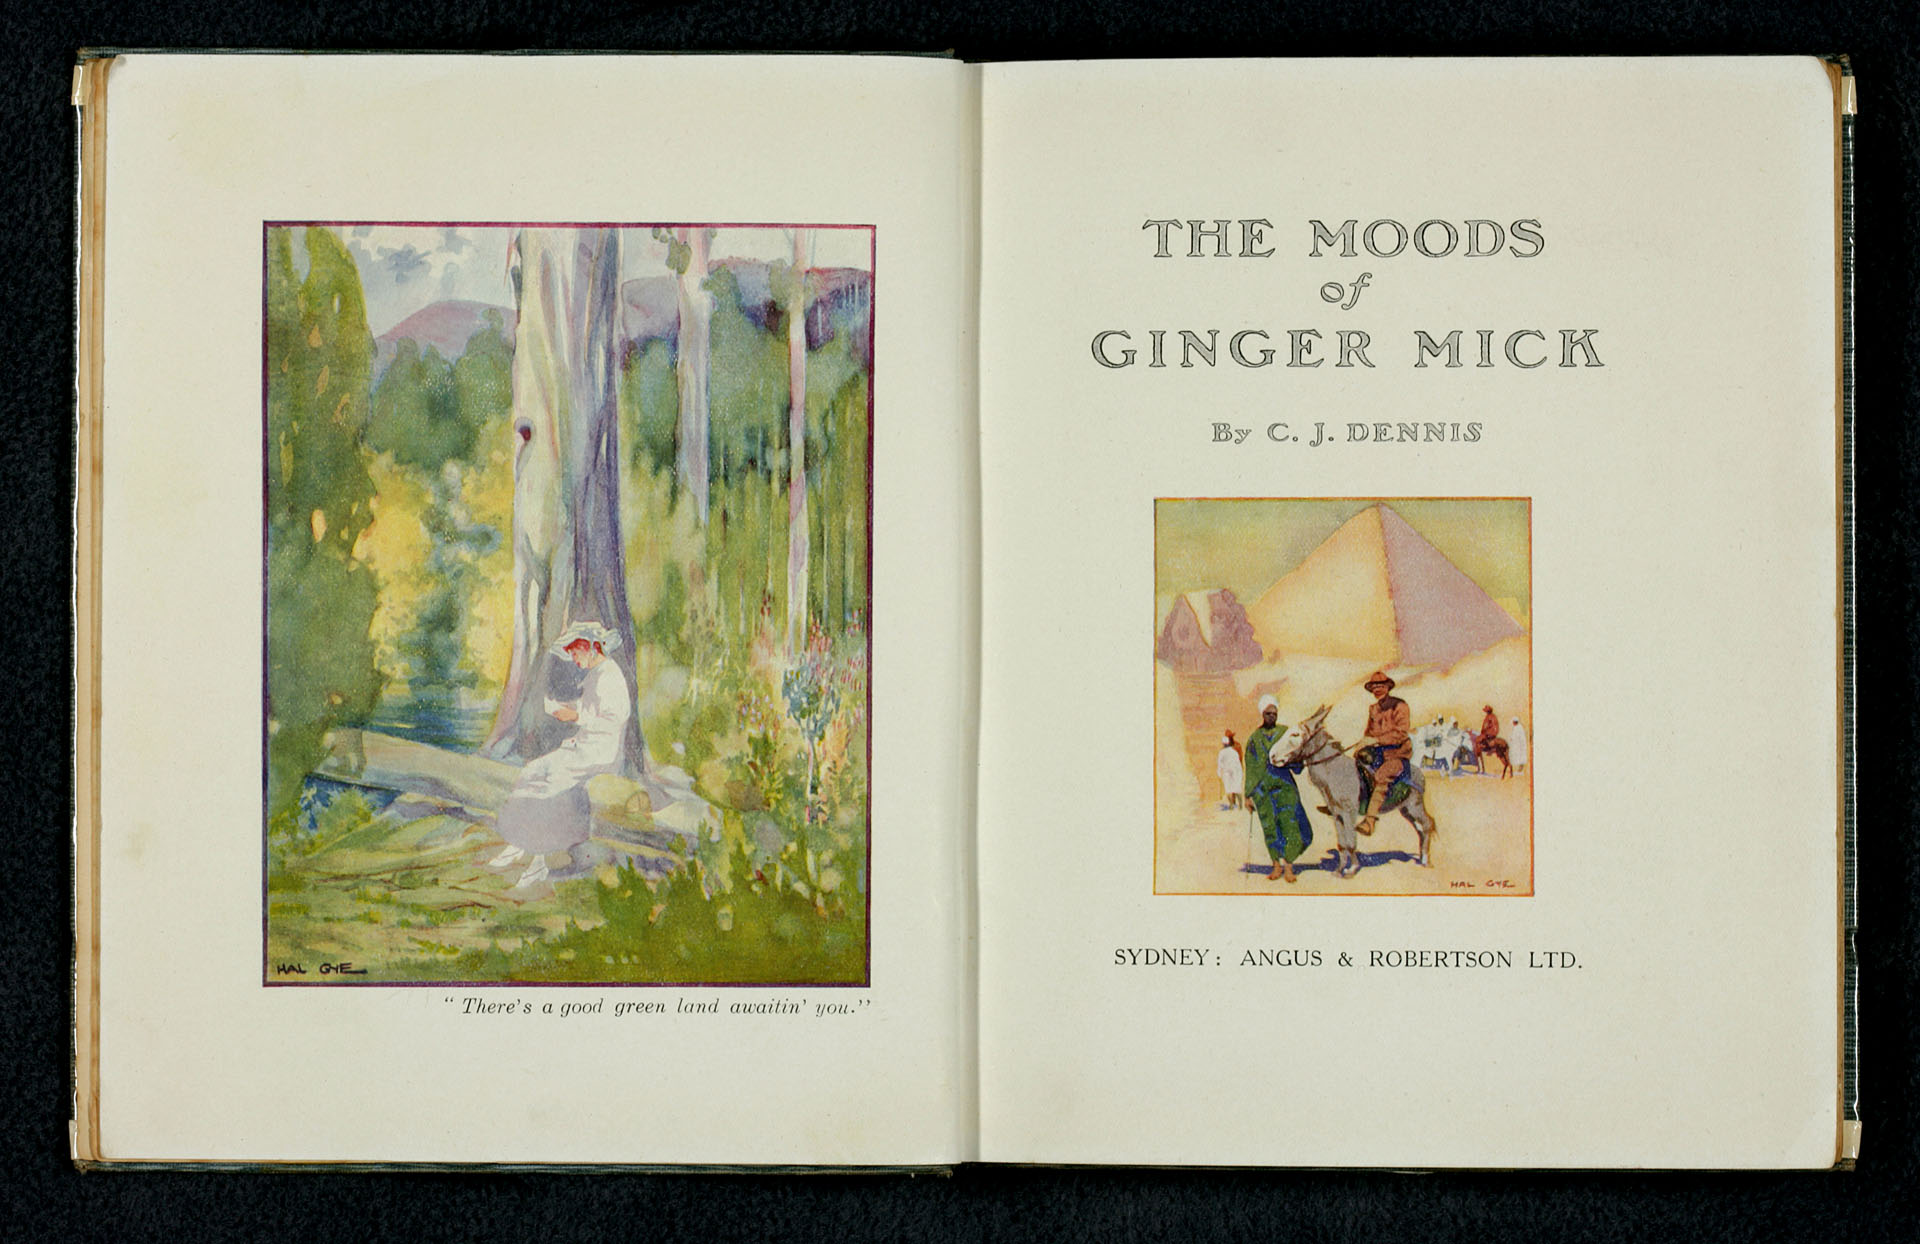 HAL GYE
“ There's a good green land awaitin' you.”
THE MOODS
of
GINGER MICK
By C. J. DENNIS
HAL GYE
SYDNEY: ANGUS & ROBERTSON LTD.